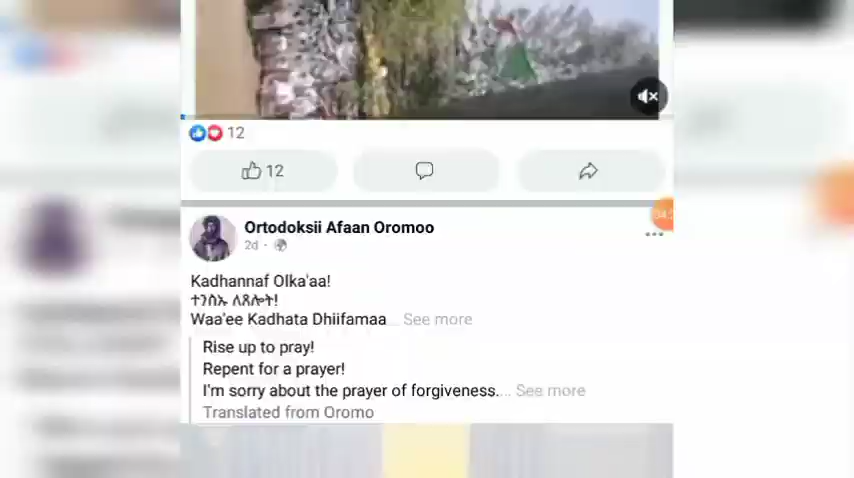 12
12
Ortodoksii Afaan Oromoo
2d ·
Kadhannaf Olka'aa!
ተንስኡ ለጸሎት!
Waa'ee Kadhata Dhiifamaa... See more
Rise up to pray!
Repent for a prayer!
I'm sorry about the prayer of forgiveness.... See more
Translated from Oromo